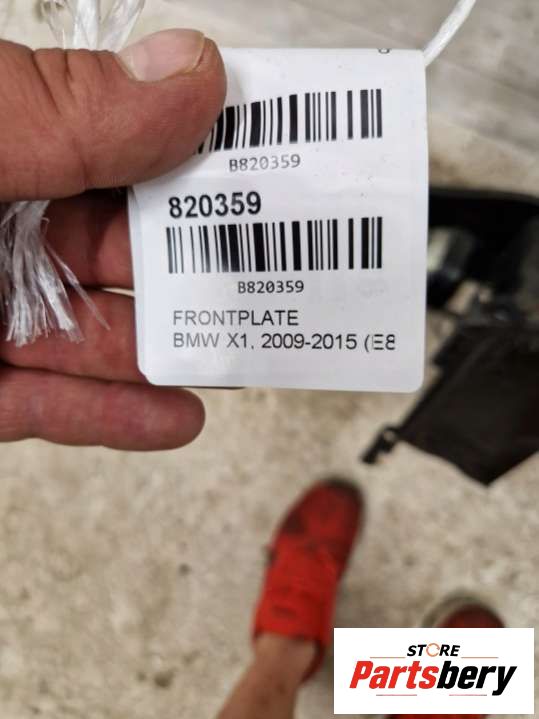 B820359
820359
B820359
FRONTPLATE
BMW X1, 2009-2015 (E8
STORE
Partsbery